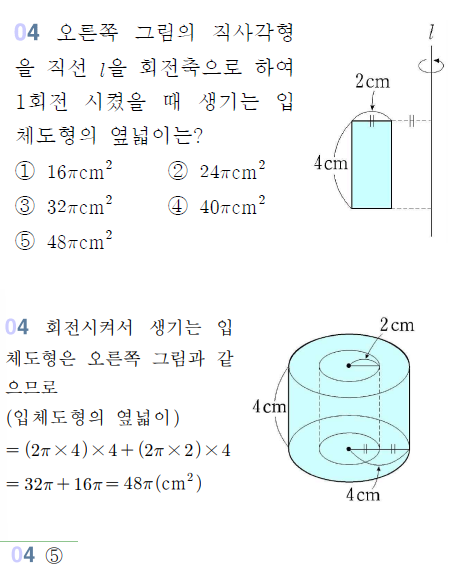 04 오른쪽 그림의 직사각형
을 직선 l을 회전축으로 하여
1회전 시켰을 때 생기는 입
체도형의 옆넓이는?
① 16πcm² ② 24πcm²
③ 32πcm² ④ 40πcm²
⑤ 48πcm²
l
2cm
4cm
04 회전시켜서 생기는 입
체도형은 오른쪽 그림과 같
으므로
(입체도형의 옆넓이)
=(2π×4)×4+(2π×2)×4
=32π+16π=48π(cm²)
2cm
4cm
4cm
04 ⑤